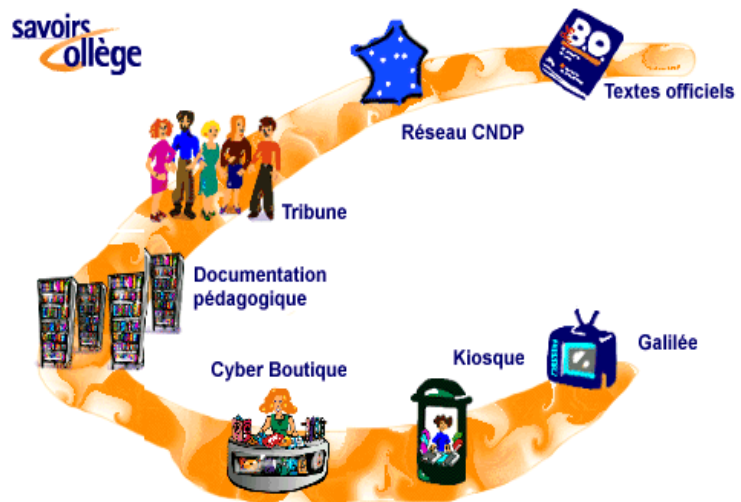 savoirs
Collège
B.O.
Textes officiels
Réseau CNDP
Tribune
Documentation
pédagogique
Cyber Boutique
Kiosque
Galilée